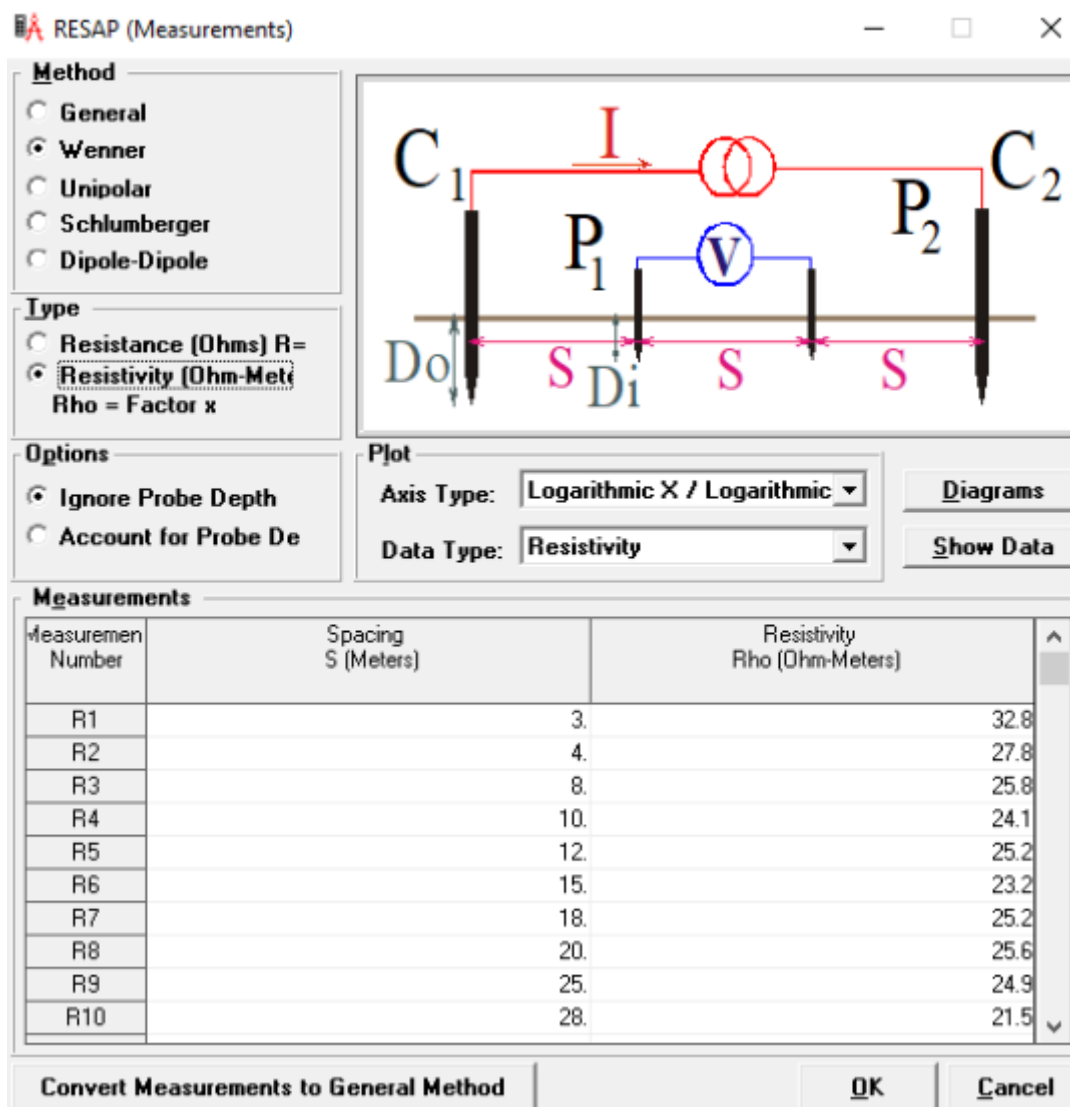 RESAP (Measurements)
Method
General
Wenner
Unipolar
Schlumberger
Dipole-Dipole
C1
I
C2
P1
V
P2
Do
S
Di
S
S
Type
Resistance (Ohms) R=
Resistivity (Ohm-Mete
Rho = Factor x
Options
Ignore Probe Depth
Account for Probe De
Plot
Axis Type: Logarithmic X / Logarithmic
Data Type: Resistivity
Diagrams
Show Data
Measurements
Measuremen Number
Spacing S (Meters)
Resistivity Rho (Ohm-Meters)
R1 3. 32.8
R2 4. 27.8
R3 8. 25.8
R4 10. 24.1
R5 12. 25.2
R6 15. 23.2
R7 18. 25.2
R8 20. 25.6
R9 25. 24.9
R10 28. 21.5
Convert Measurements to General Method
OK
Cancel